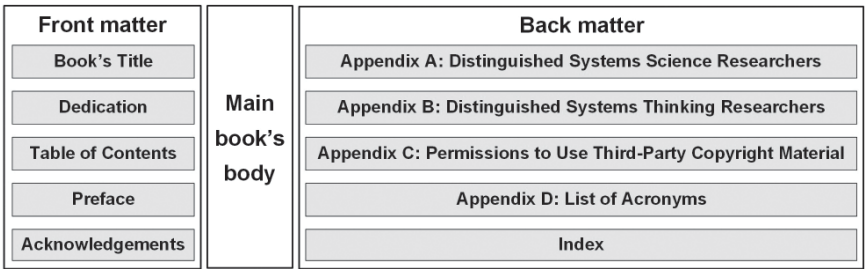 Front matter
Book's Title
Dedication
Table of Contents
Preface
Acknowledgements
Main
book's
body
Back matter
Appendix A: Distinguished Systems Science Researchers
Appendix B: Distinguished Systems Thinking Researchers
Appendix C: Permissions to Use Third-Party Copyright Material
Appendix D: List of Acronyms
Index